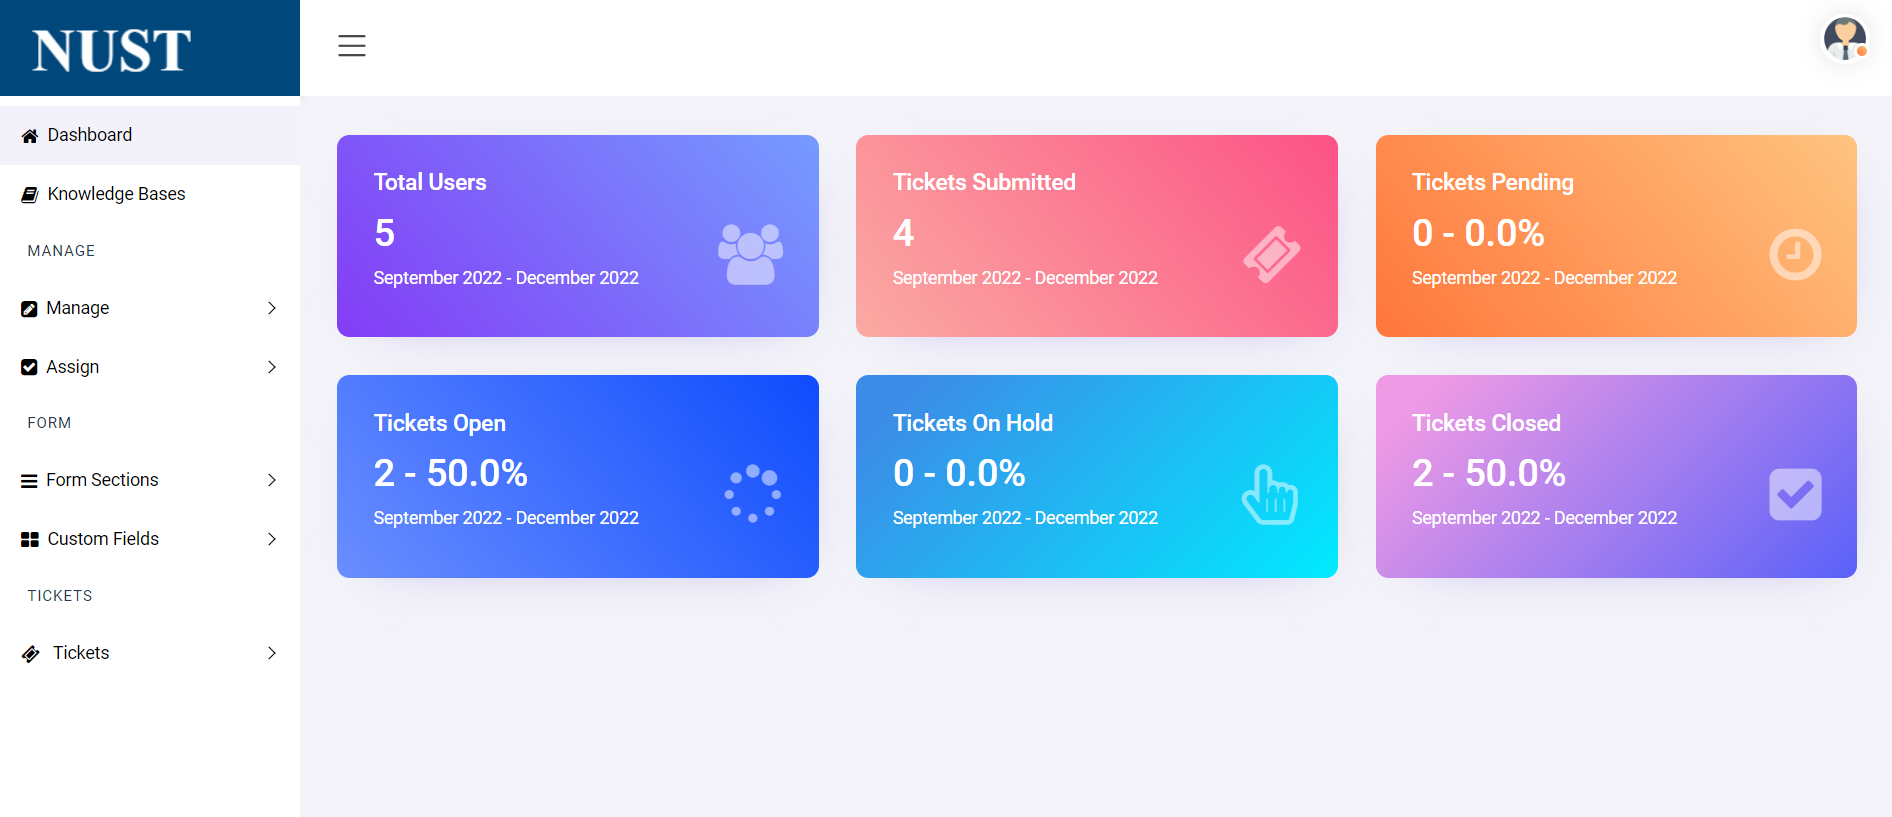 NUST
Dashboard
Knowledge Bases
MANAGE
Manage
Assign
FORM
Form Sections
Custom Fields
TICKETS
Tickets
Total Users
5
September 2022 - December 2022
Tickets Submitted
4
September 2022 - December 2022
Tickets Pending
0 - 0.0%
September 2022 - December 2022
Tickets Open
2 - 50.0%
September 2022 - December 2022
Tickets On Hold
0 - 0.0%
September 2022 - December 2022
Tickets Closed
2 - 50.0%
September 2022 - December 2022